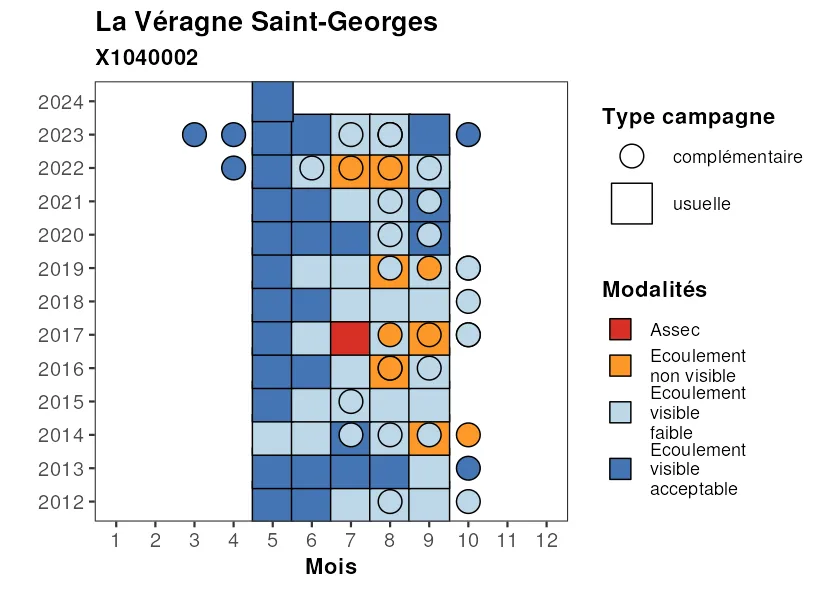 La Véragne Saint-Georges
X1040002
2024
2023
2022
2021
2020
2019
2018
2017
2016
2015
2014
2013
2012
1 2 3 4 5 6 7 8 9 10 11 12
Mois
Type campagne
complémentaire
usuelle
Modalités
Assec
Ecoulement
non visible
Ecoulement
visible
faible
Ecoulement
visible
acceptable